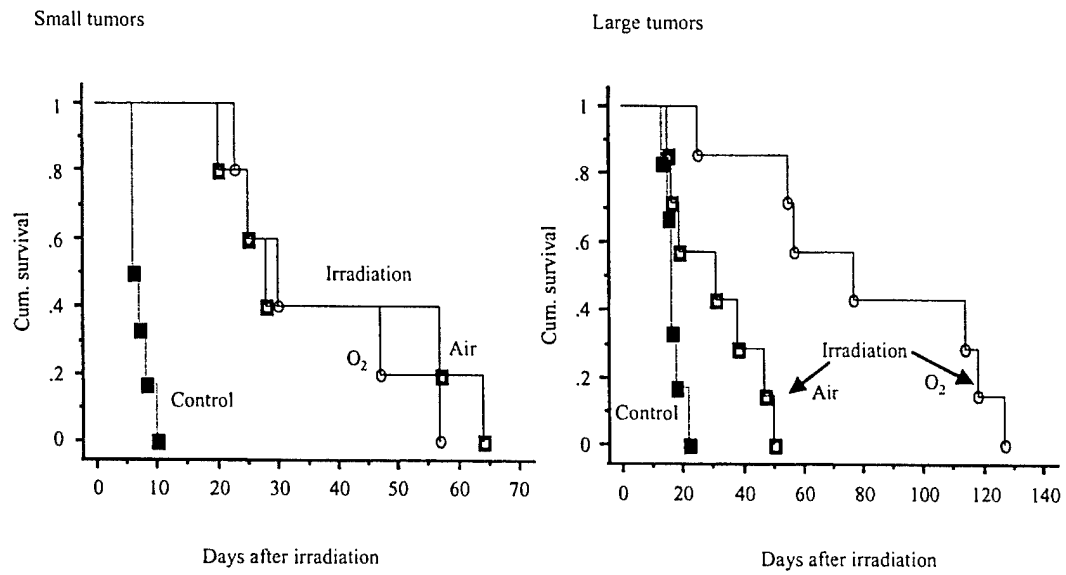 Small tumors
Large tumors
1
.8
.6
.4
.2
0
Cum. survival
Irradiation
O2
Air
Control
0 10 20 30 40 50 60 70
Days after irradiation
1
.8
.6
.4
.2
0
Cum. survival
Irradiation
Air
O2
Control
0 20 40 60 80 100 120 140
Days after irradiation